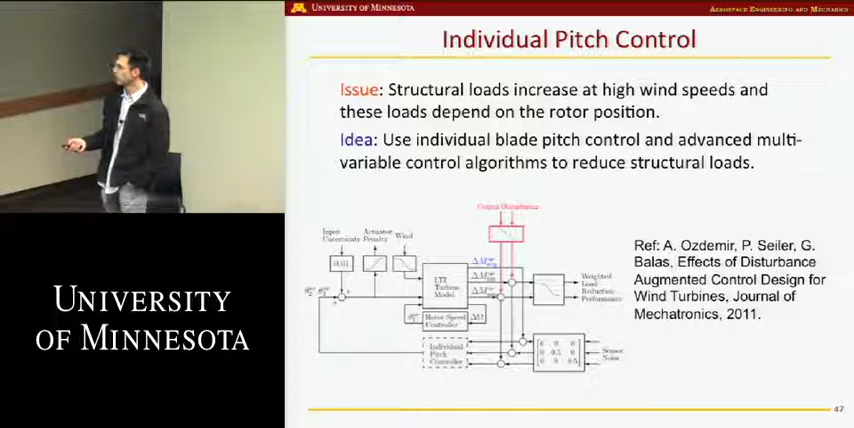 UNIVERSITY OF MINNESOTA
AEROSPACE ENGINEERING AND MECHANICS
Individual Pitch Control
Issue: Structural loads increase at high wind speeds and
these loads depend on the rotor position.
Idea: Use individual blade pitch control and advanced multi-
variable control algorithms to reduce structural loads.
Output Disturbance
Input
Uncertainty
Actuator
Penalty
Wind
0.01
LTI
Turbine
Model
Rotor Speed
Controller
Individual
Pitch
Controller
Weighted
Load
Reduction
Performance
Sensor
Noise
Ref: A. Ozdemir, P. Seiler, G.
Balas, Effects of Disturbance
Augmented Control Design for
Wind Turbines, Journal of
Mechatronics, 2011.
UNIVERSITY
OF MINNESOTA
47